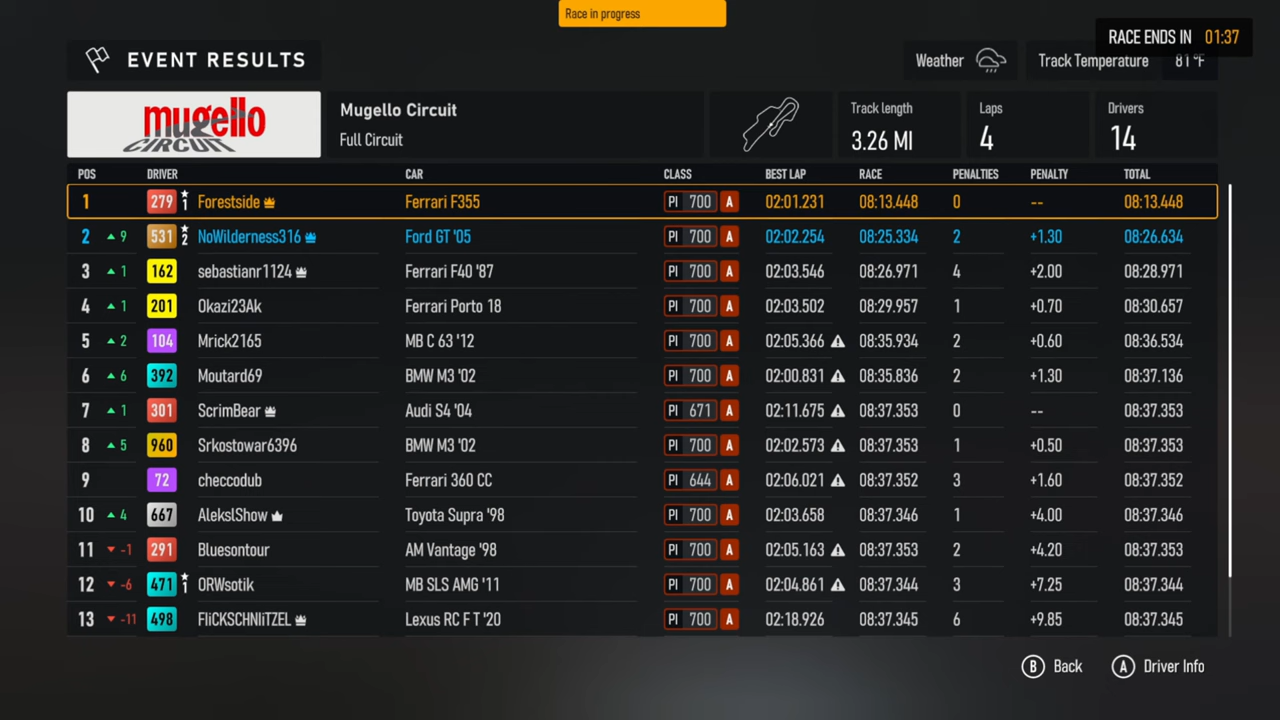 Race in progress
RACE ENDS IN 01:37
EVENT RESULTS
Weather Track Temperature 81°F
mugello CIRCUIT
Mugello Circuit
Full Circuit
Track length 3.26 MI
Laps 4
Drivers 14
POS DRIVER CAR CLASS BEST LAP RACE PENALTIES PENALTY TOTAL
1 279 1 Forestside Ferrari F355 PI 700 A 02:01.231 08:13.448 0 -- 08:13.448
2 9 531 2 NoWilderness316 Ford GT '05 PI 700 A 02:02.254 08:25.334 2 +1.30 08:26.634
3 1 162 sebastianr1124 Ferrari F40 '87 PI 700 A 02:03.546 08:26.971 4 +2.00 08:28.971
4 1 201 Okazi23Ak Ferrari Porto 18 PI 700 A 02:03.502 08:29.957 1 +0.70 08:30.657
5 2 104 Mrick2165 MB C 63 '12 PI 700 A 02:05.366 08:35.934 2 +0.60 08:36.534
6 6 392 Moutard69 BMW M3 '02 PI 700 A 02:00.831 08:35.836 2 +1.30 08:37.136
7 1 301 ScrimBear Audi S4 '04 PI 671 A 02:11.675 08:37.353 0 -- 08:37.353
8 5 960 Srkostowar6396 BMW M3 '02 PI 700 A 02:02.573 08:37.353 1 +0.50 08:37.353
9 72 checcodub Ferrari 360 CC PI 644 A 02:06.021 08:37.352 3 +1.60 08:37.352
10 4 667 AlekslShow Toyota Supra '98 PI 700 A 02:03.658 08:37.346 1 +4.00 08:37.346
11 -1 291 Bluesontour AM Vantage '98 PI 700 A 02:05.163 08:37.353 2 +4.20 08:37.353
12 -6 471 1 ORWsotik MB SLS AMG '11 PI 700 A 02:04.861 08:37.344 3 +7.25 08:37.344
13 -11 498 FliCKSCHNliTZEL Lexus RC F T '20 PI 700 A 02:18.926 08:37.345 6 +9.85 08:37.345
B Back A Driver Info